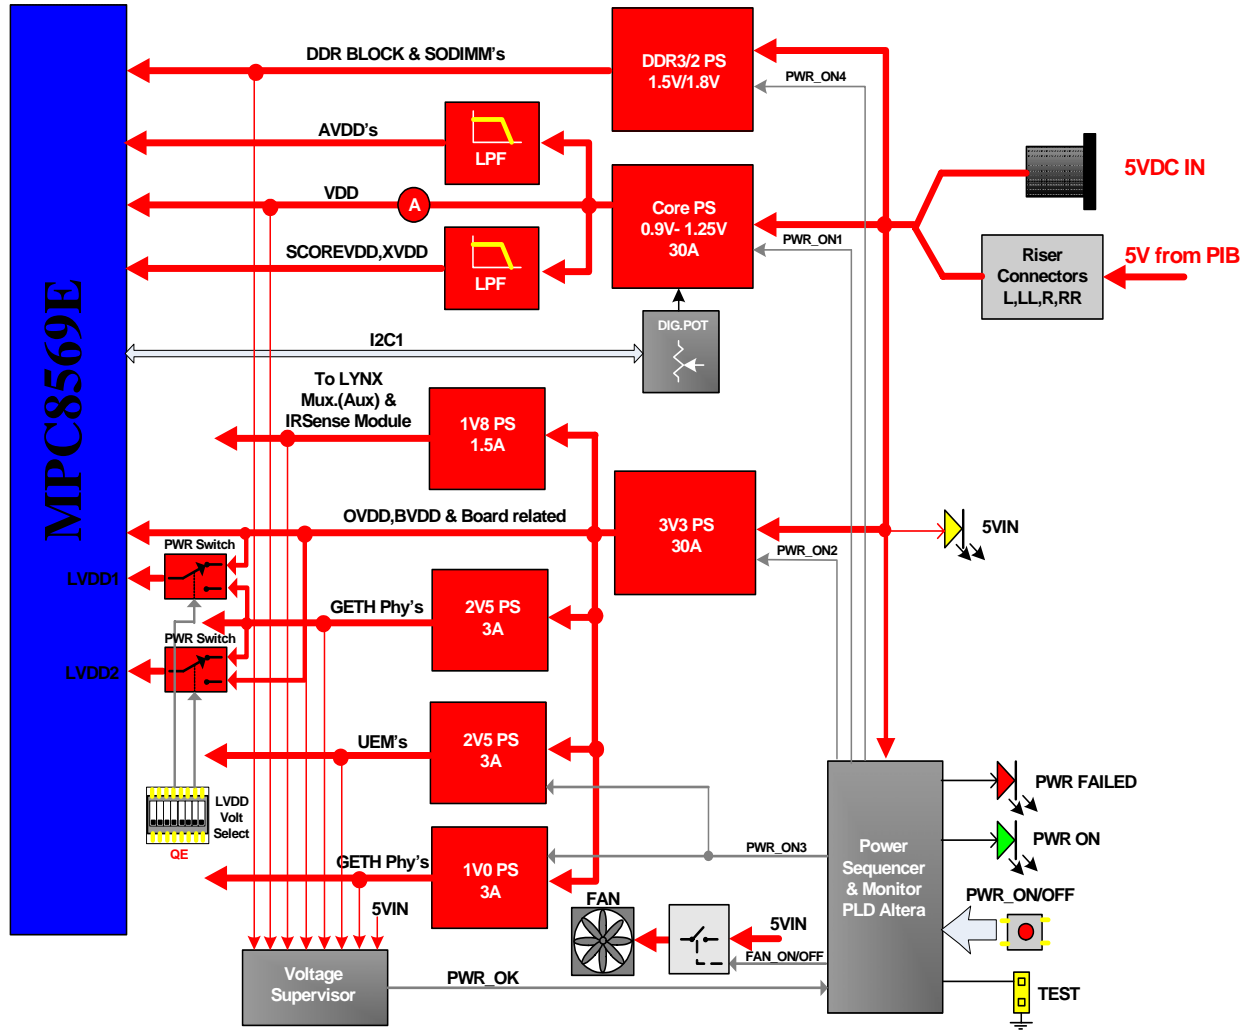 MPC8569E
DDR BLOCK & SODIMM's
DDR3/2 PS
1.5V/1.8V
PWR_ON4
AVDD's
LPF
VDD
A
Core PS
0.9V- 1.25V
30A
PWR_ON1
SCOREVDD,XVDD
LPF
5VDC IN
Riser
Connectors
L,LL,R,RR
5V from PIB
I2C1
DIG.POT
To LYNX
Mux.(Aux) &
IRSense Module
1V8 PS
1.5A
OVDD,BVDD & Board related
3V3 PS
30A
PWR_ON2
5VIN
PWR Switch
LVDD1
GETH Phy's
2V5 PS
3A
PWR Switch
LVDD2
UEM's
2V5 PS
3A
LVDD
Volt
Select
QE
GETH Phy's
1V0 PS
3A
PWR_ON3
Power
Sequencer
& Monitor
PLD Altera
PWR FAILED
PWR ON
PWR_ON/OFF
5VIN
FAN
5VIN
FAN_ON/OFF
Voltage
Supervisor
PWR_OK
TEST